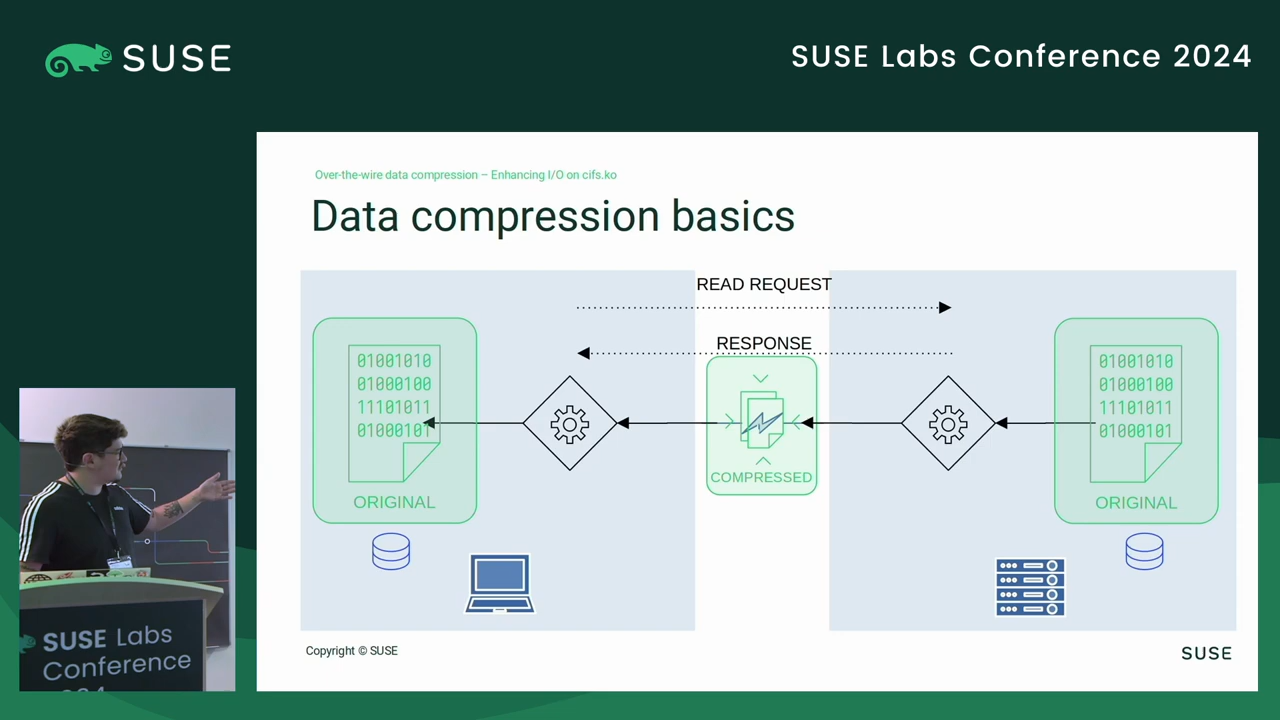 SUSE
SUSE Labs Conference 2024
Over-the-wire data compression – Enhancing I/O on cifs.ko
Data compression basics
READ REQUEST
RESPONSE
01001010
01000100
11101011
01000101
ORIGINAL
COMPRESSED
01001010
01000100
11101011
01000101
ORIGINAL
Copyright © SUSE
SUSE
SUSE Labs
Conference
2024